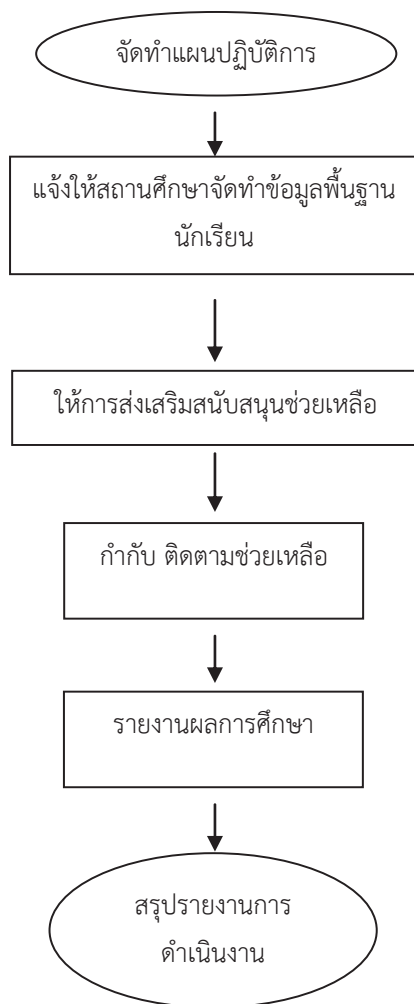 จัดทำแผนปฏิบัติการ
แจ้งให้สถานศึกษาจัดทำข้อมูลพื้นฐาน
นักเรียน
ให้การส่งเสริมสนับสนุนช่วยเหลือ
กำกับ ติดตามช่วยเหลือ
รายงานผลการศึกษา
สรุปรายงานการ
ดำเนินงาน